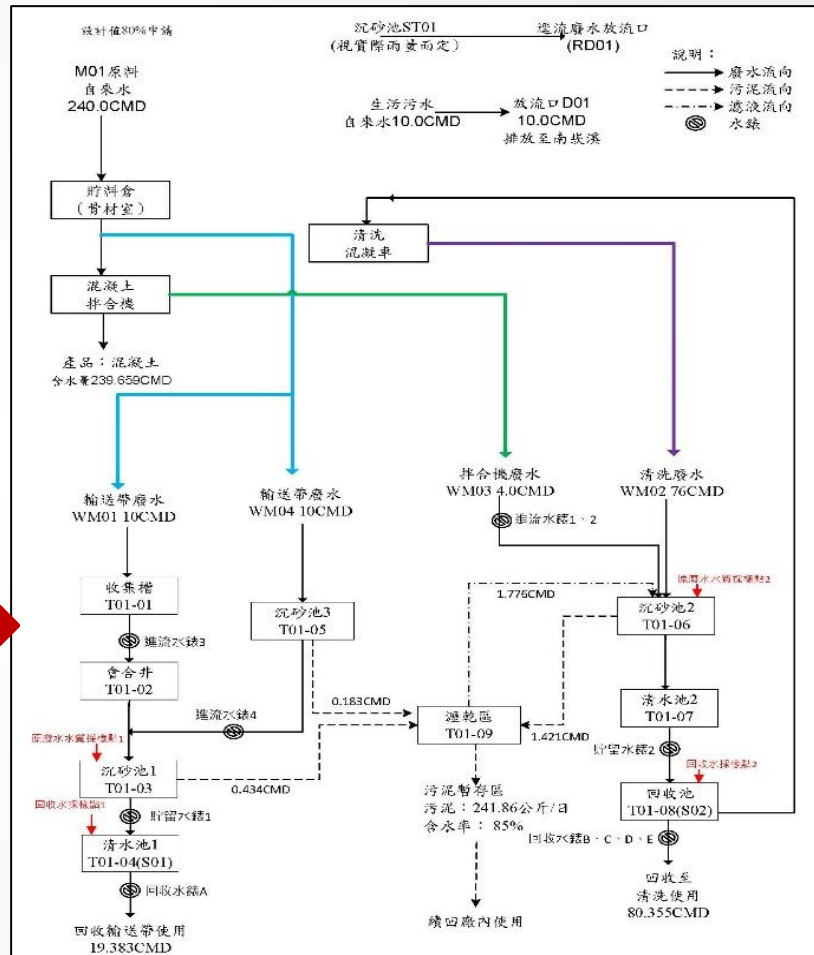 設計值80%申請
沉砂池ST01
(視實際雨量而定)
逕流廢水放流口
(RD01)
說明：
廢水流向
污泥流向
濾液流向
水錶
M01原料
自來水
240.0CMD
生活污水
自來水10.0CMD
放流口D01
10.0CMD
排放至南崁溪
貯料倉
(骨材室)
清洗
混凝車
混凝土
拌合機
產品：混凝土
含水量239.659CMD
輸送帶廢水
WM01 10CMD
輸送帶廢水
WM04 10CMD
拌合機廢水
WM03 4.0CMD
清洗廢水
WM02 76CMD
進流水錶1、2
收集槽
T01-01
進流水錶3
會合井
T01-02
沉砂池3
T01-05
進流水錶4
1.776CMD
原廢水水質採樣點2
沉砂池2
T01-06
0.183CMD
瀝乾區
T01-09
1.421CMD
清水池2
T01-07
貯留水錶2
原廢水水質採樣點1
沉砂池1
T01-03
0.434CMD
回收水採樣點1
貯留水錶1
清水池1
T01-04(S01)
回收水錶A
回收輸送帶使用
19.383CMD
污泥暫存區
污泥：241.86公斤/日
含水率： 85%
續回廠內使用
回收水採樣點2
回收池
T01-08(S02)
回收水錶B、C、D、E
回收至
清洗使用
80.355CMD